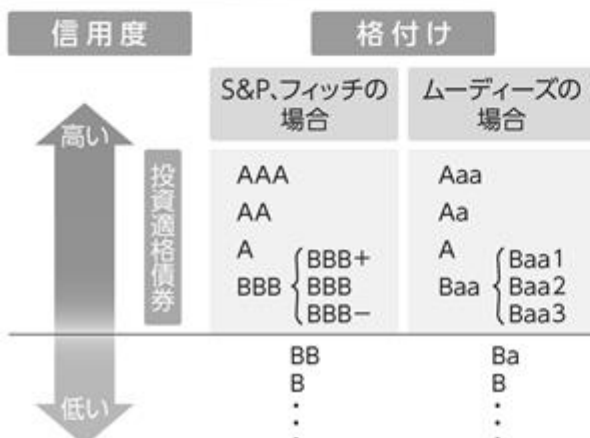 信用度
格付け
S&P、フィッチの
場合
ムーディーズの
場合
高い
投資適格債券
AAA
Aaa
AA
Aa
A
A
BBB
BBB+
BBB
BBB−
Baa
Baa1
Baa2
Baa3
BB
Ba
B
B
・
・
・
・
低い